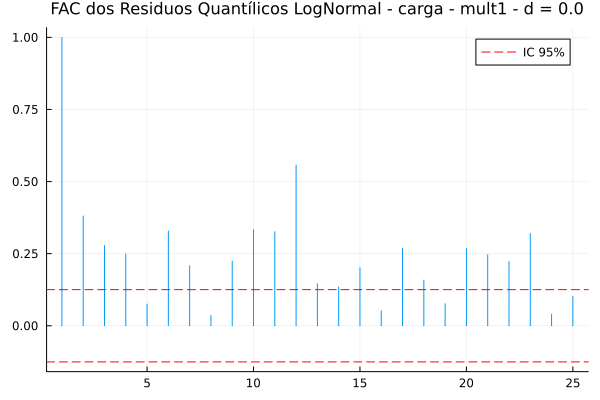 FAC dos Residuos Quantílicos LogNormal - carga - mult1 - d = 0.0
IC 95%
1.00
0.75
0.50
0.25
0.00
5 10 15 20 25